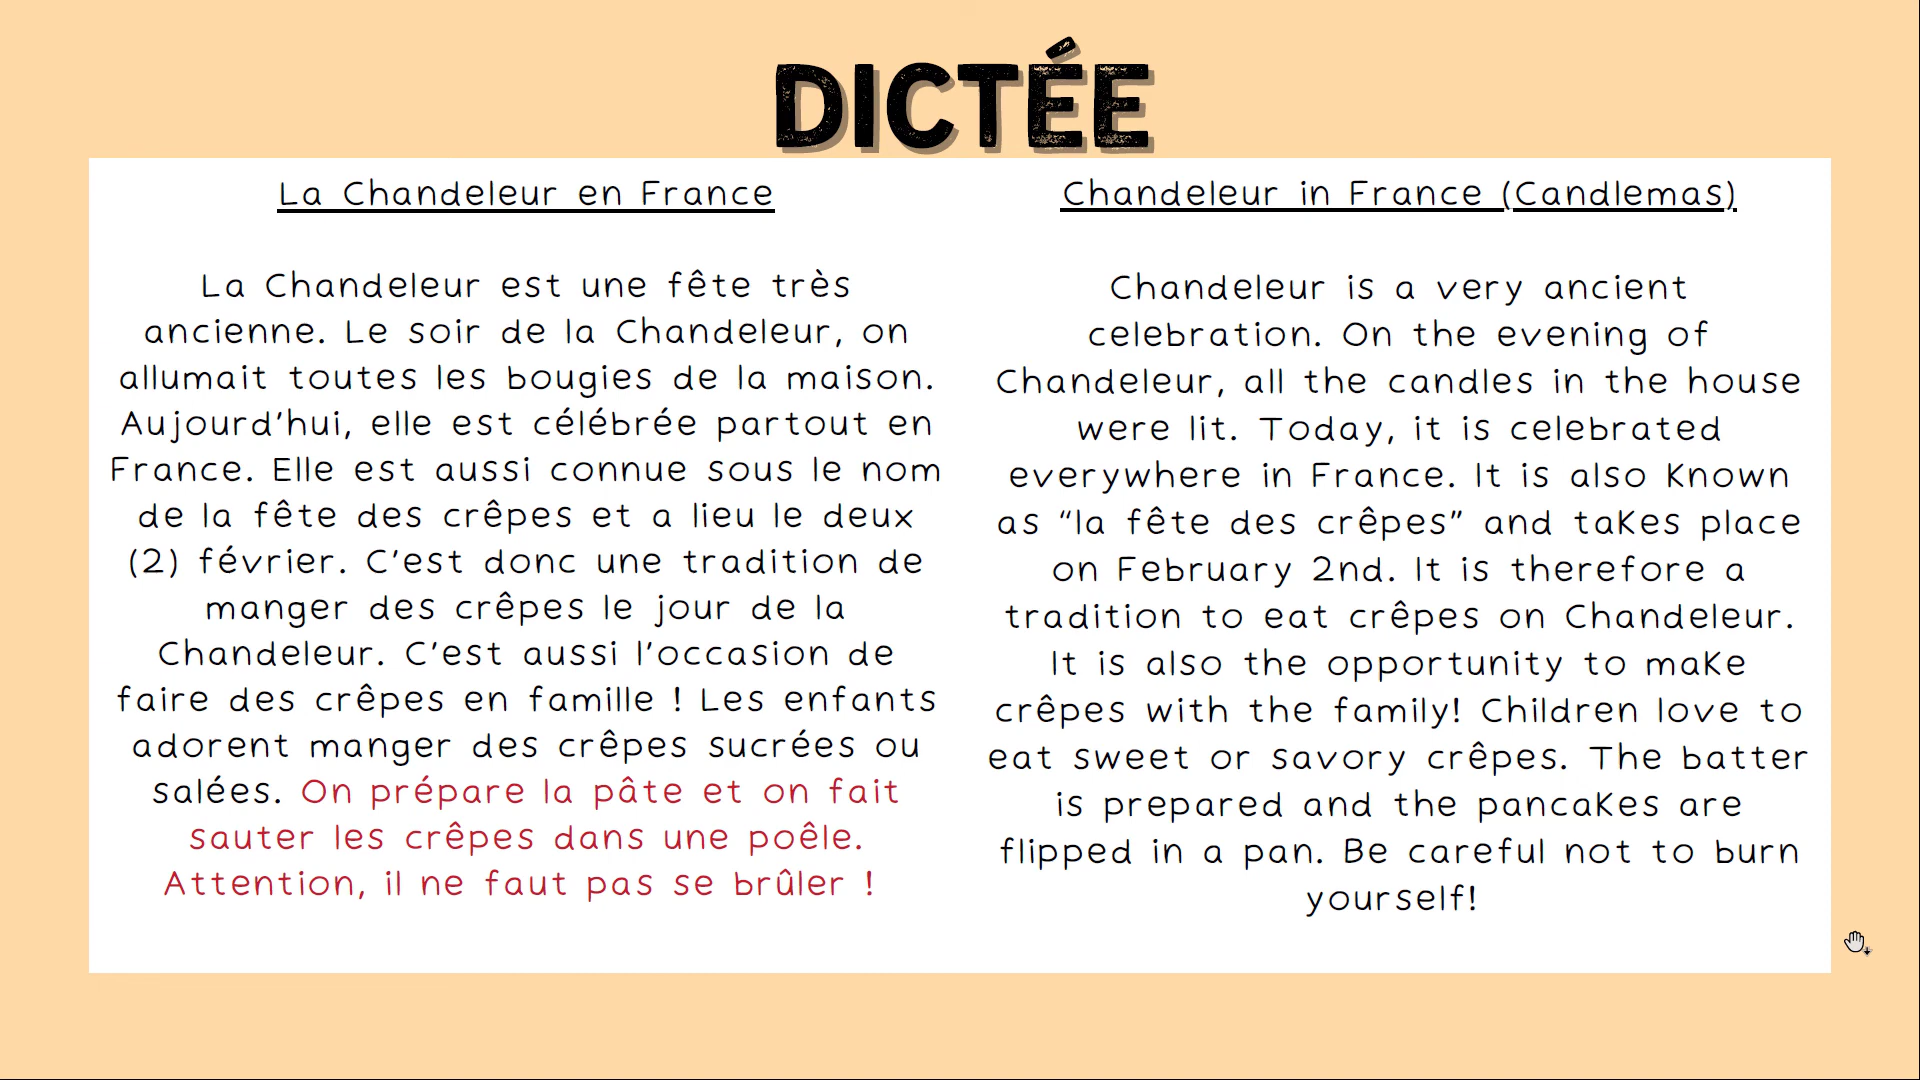 DICTÉE
La Chandeleur en France
La Chandeleur est une fête très
ancienne. Le soir de la Chandeleur, on
allumait toutes les bougies de la maison.
Aujourd'hui, elle est célébrée partout en
France. Elle est aussi connue sous le nom
de la fête des crêpes et a lieu le deux
(2) février. C'est donc une tradition de
manger des crêpes le jour de la
Chandeleur. C'est aussi l'occasion de
faire des crêpes en famille ! Les enfants
adorent manger des crêpes sucrées ou
salées. On prépare la pâte et on fait
sauter les crêpes dans une poêle.
Attention, il ne faut pas se brûler !
Chandeleur in France (Candlemas)
Chandeleur is a very ancient
celebration. On the evening of
Chandeleur, all the candles in the house
were lit. Today, it is celebrated
everywhere in France. It is also known
as “la fête des crêpes” and takes place
on February 2nd. It is therefore a
tradition to eat crêpes on Chandeleur.
It is also the opportunity to make
crêpes with the family! Children love to
eat sweet or savory crêpes. The batter
is prepared and the pancakes are
flipped in a pan. Be careful not to burn
yourself!